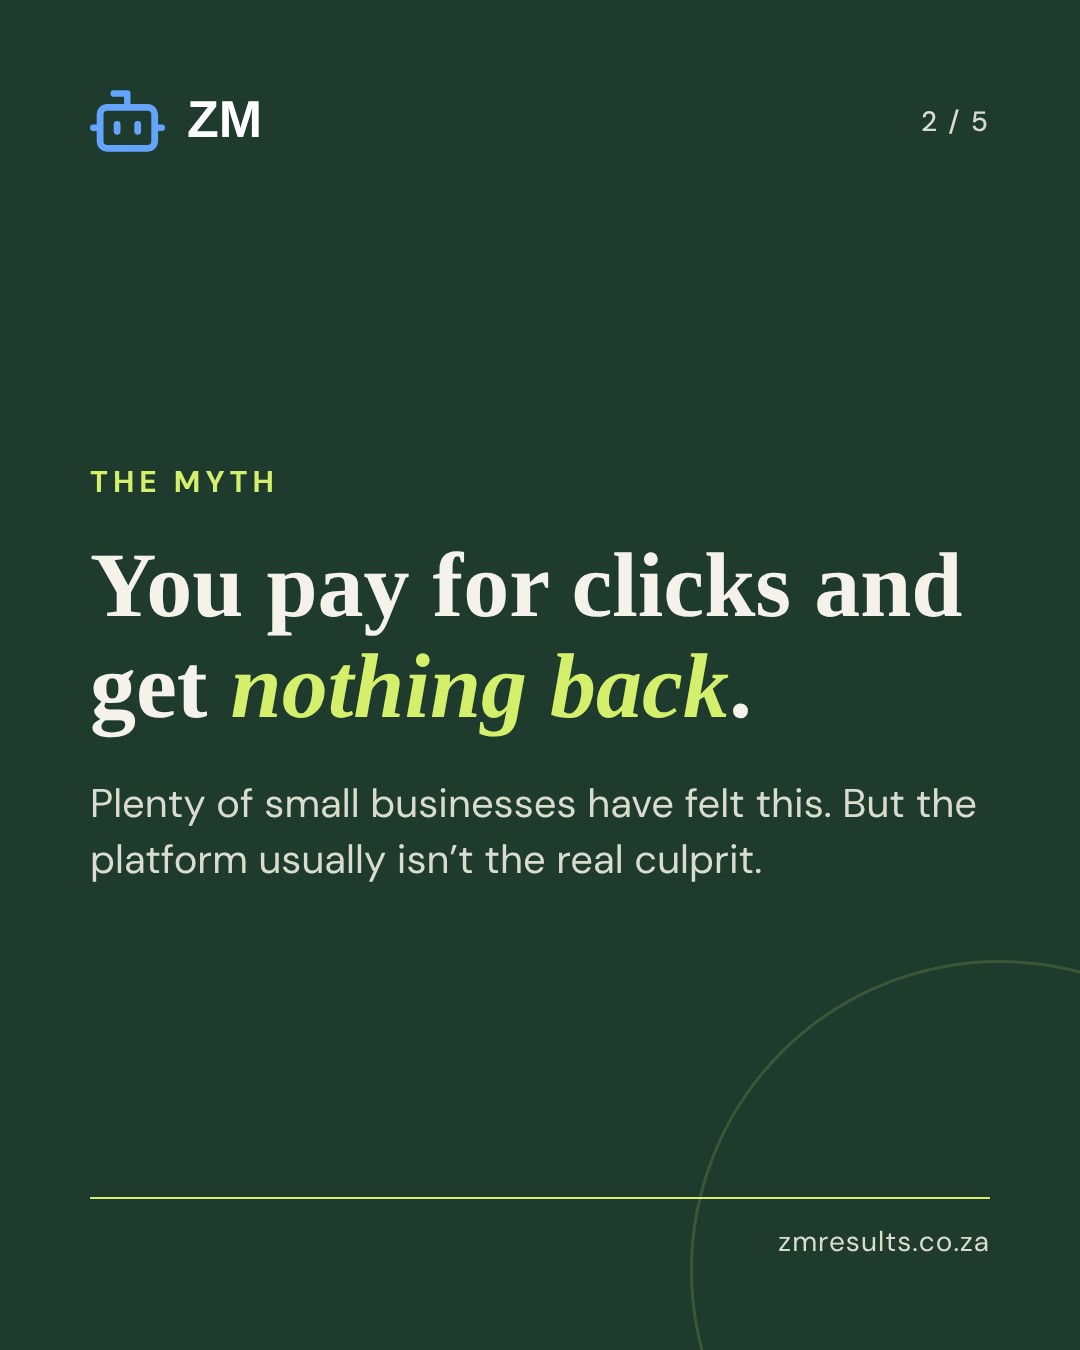 ZM
2 / 5
THE MYTH
You pay for clicks and
get nothing back.
Plenty of small businesses have felt this. But the
platform usually isn’t the real culprit.
zmresults.co.za